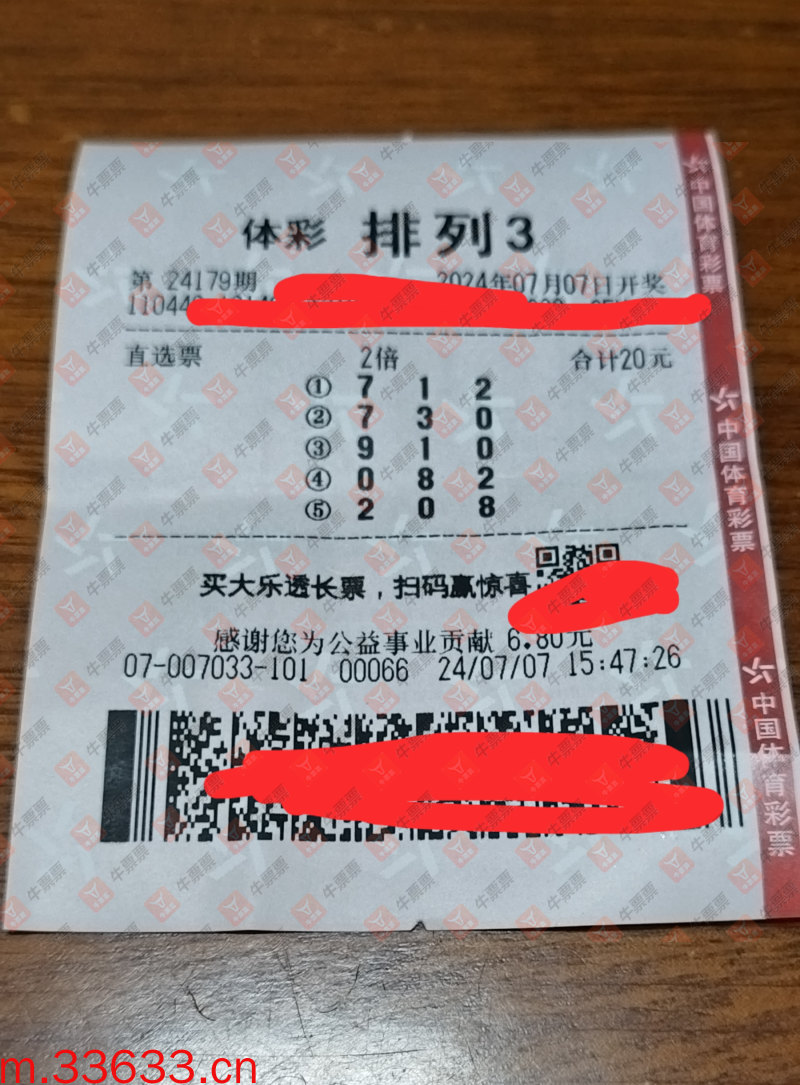 体彩 排列3
第 24179期 2024年07月07日开奖
直选票 2倍 合计20元
① 7 1 2
② 7 3 0
③ 9 1 0
④ 0 8 2
⑤ 2 0 8
买大乐透长票，扫码赢惊喜
感谢您为公益事业贡献 6.80元
07-007033-101 00066 24/07/07 15:47:26
中国体育彩票
中国体育彩票
中国体育彩票
牛票票
m.33633.cn